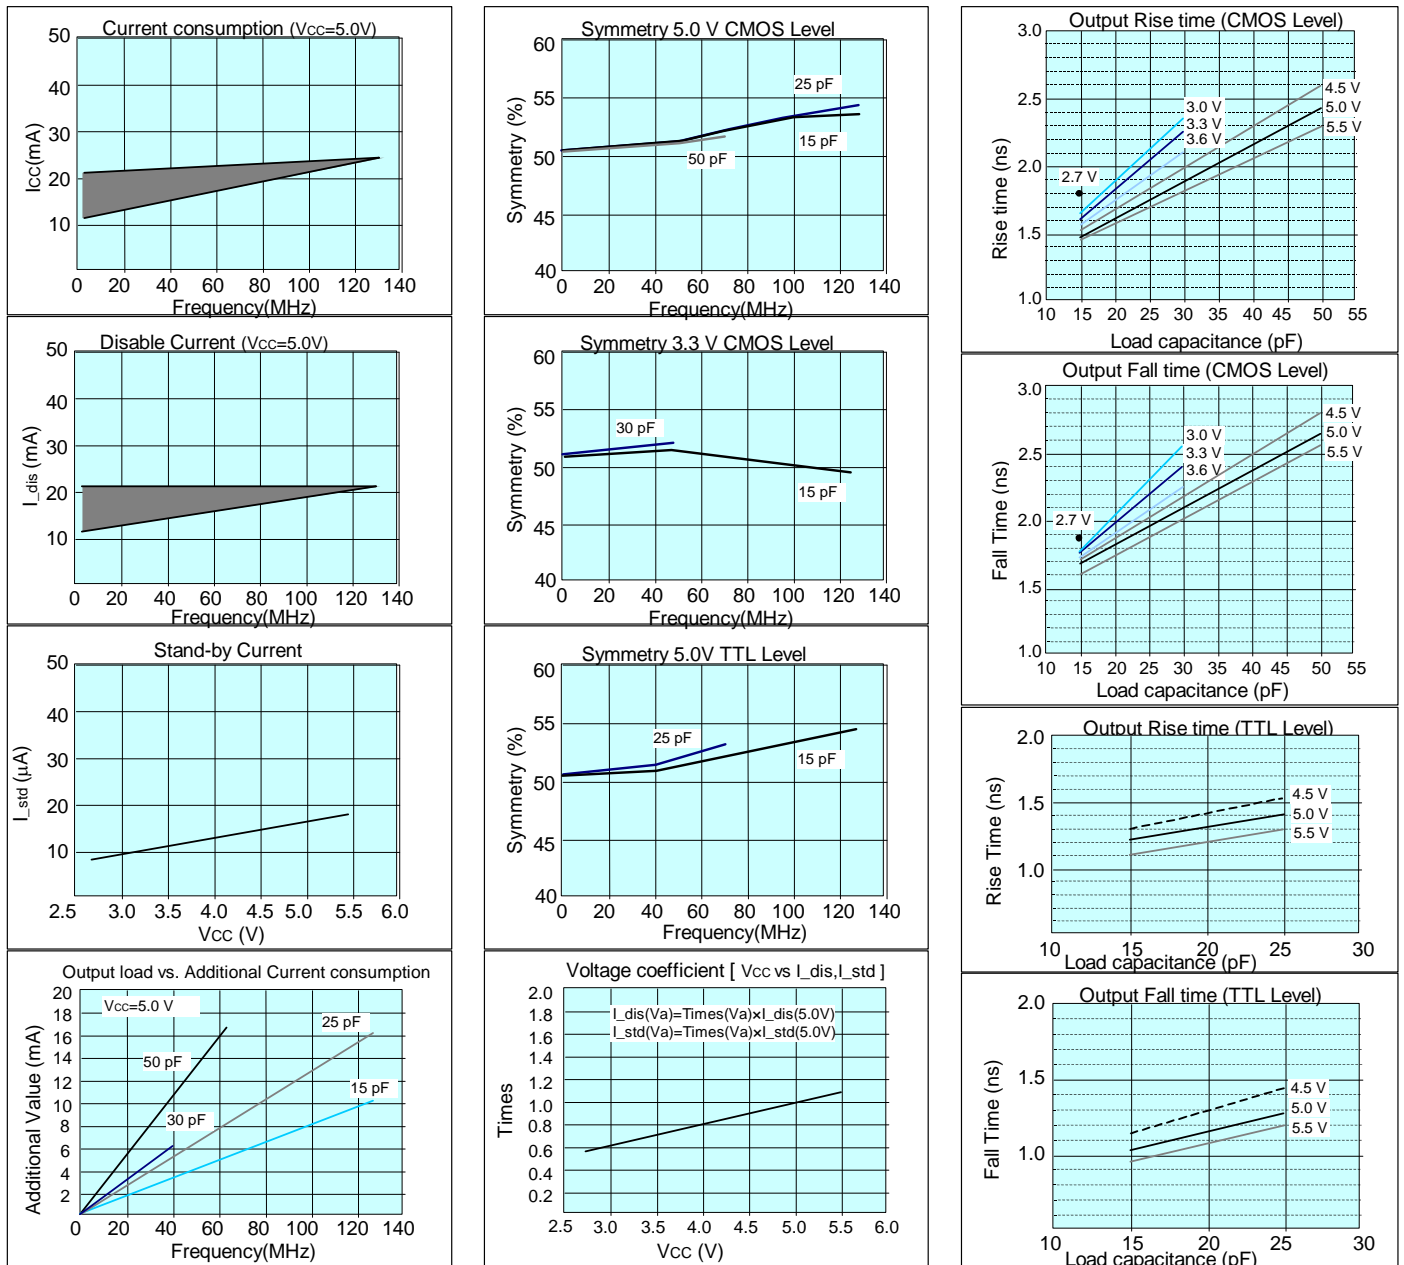 Current consumption (VCC=5.0V)
50
40
30
20
10
ICC(mA)
0 20 40 60 80 100 120 140
Frequency(MHz)
Disable Current (VCC=5.0V)
50
40
30
20
10
I_dis (mA)
0 20 40 60 80 100 120 140
Frequency(MHz)
Stand-by Current
50
40
30
20
10
I_std (µA)
2.5 3.0 3.5 4.0 4.5 5.0 5.5 6.0
VCC (V)
Output load vs. Additional Current consumption
20
18
16
14
12
10
8
6
4
2
Additional Value (mA)
VCC=5.0 V
25 pF
50 pF
15 pF
30 pF
0 20 40 60 80 100 120 140
Frequency(MHz)
Symmetry 5.0 V CMOS Level
60
55
50
45
40
Symmetry (%)
25 pF
15 pF
50 pF
0 20 40 60 80 100 120 140
Frequency(MHz)
Symmetry 3.3 V CMOS Level
60
55
50
45
40
Symmetry (%)
30 pF
15 pF
0 20 40 60 80 100 120 140
Frequency(MHz)
Symmetry 5.0V TTL Level
60
55
50
45
40
Symmetry (%)
25 pF
15 pF
0 20 40 60 80 100 120 140
Frequency(MHz)
Voltage coefficient [ VCC vs I_dis,I_std ]
2.0
1.8
1.6
1.4
1.2
1.0
0.8
0.6
0.4
0.2
Times
I_dis(Va)=Times(Va)×I_dis(5.0V)
I_std(Va)=Times(Va)×I_std(5.0V)
2.5 3.0 3.5 4.0 4.5 5.0 5.5 6.0
VCC (V)
Output Rise time (CMOS Level)
3.0
2.5
2.0
1.5
1.0
Rise time (ns)
4.5 V
5.0 V
5.5 V
3.0 V
3.3 V
3.6 V
2.7 V
10 15 20 25 30 35 40 45 50 55
Load capacitance (pF)
Output Fall time (CMOS Level)
3.0
2.5
2.0
1.5
1.0
Fall Time (ns)
4.5 V
5.0 V
5.5 V
3.0 V
3.3 V
3.6 V
2.7 V
10 15 20 25 30 35 40 45 50 55
Load capacitance (pF)
Output Rise time (TTL Level)
2.0
1.5
1.0
Rise Time (ns)
4.5 V
5.0 V
5.5 V
10 15 20 25 30
Load capacitance (pF)
Output Fall time (TTL Level)
2.0
1.5
1.0
Fall Time (ns)
4.5 V
5.0 V
5.5 V
10 15 20 25 30
Load capacitance (pF)